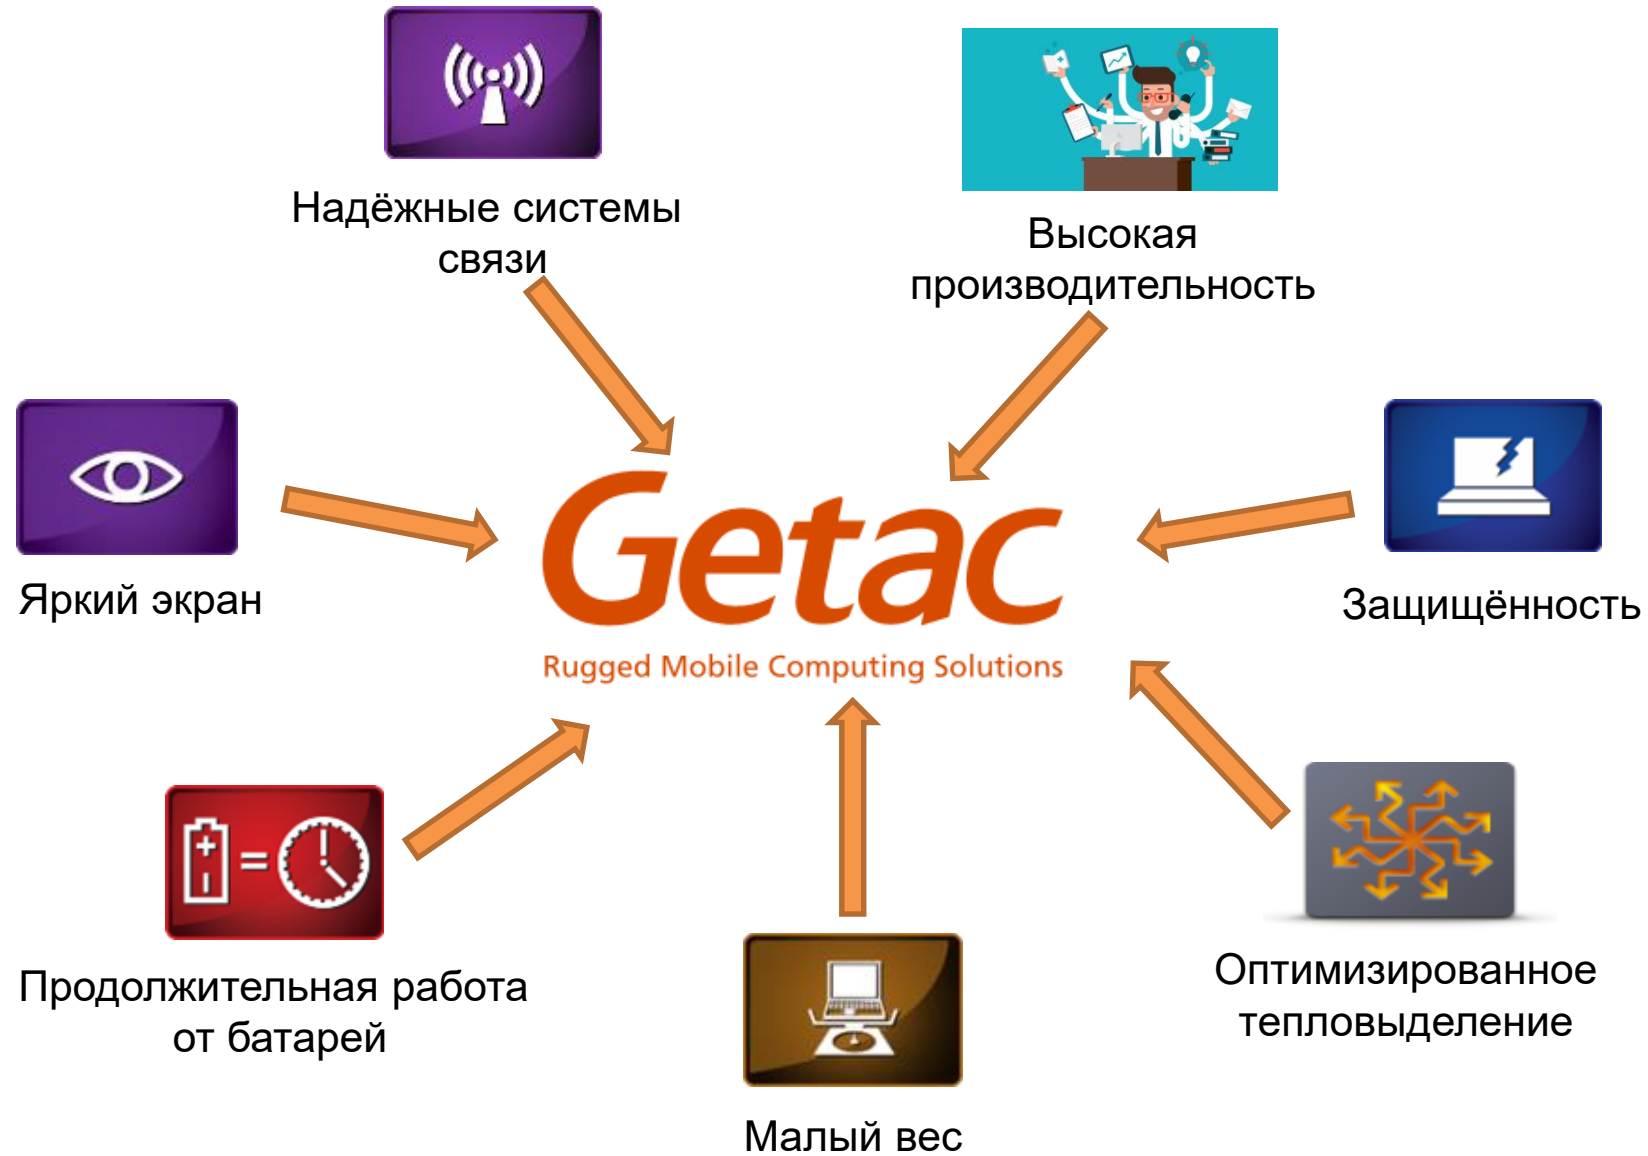 Надёжные системы
связи
Высокая
производительность
Яркий экран
Getac
Rugged Mobile Computing Solutions
Защищённость
Продолжительная работа
от батарей
Оптимизированное
тепловыделение
Малый вес